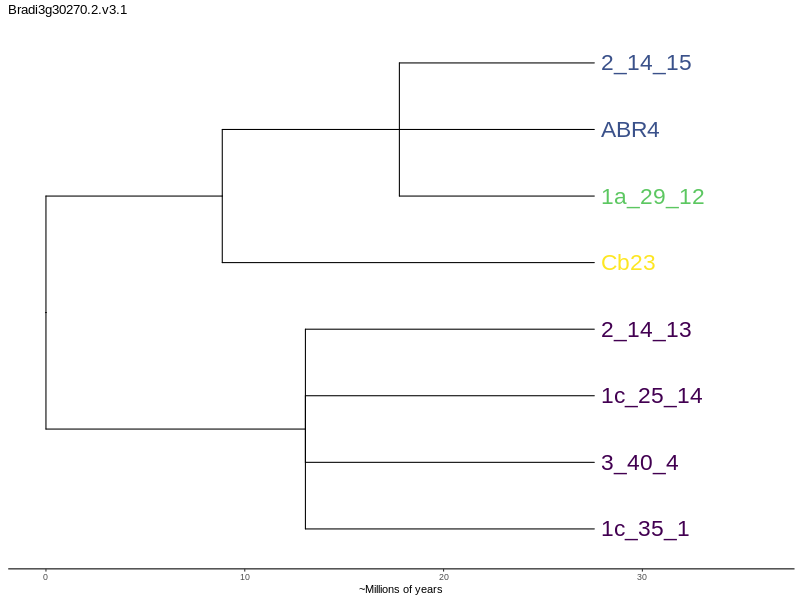 Bradi3g30270.2.v3.1
2_14_15
ABR4
1a_29_12
Cb23
2_14_13
1c_25_14
3_40_4
1c_35_1
0 10 20 30
~Millions of years